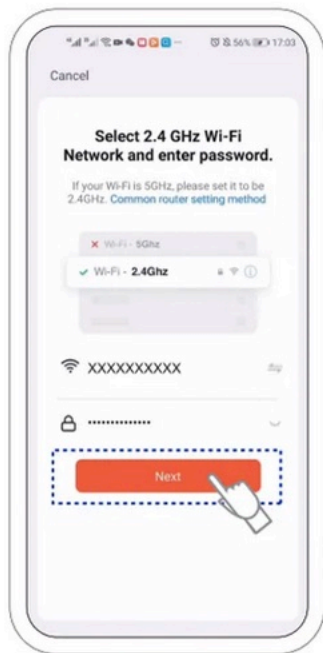 56% 17:03
Cancel
Select 2.4 GHz Wi-Fi
Network and enter password.
If your Wi-Fi is 5GHz, please set it to be
2.4GHz. Common router setting method
Wi-Fi - 5Ghz
Wi-Fi - 2.4Ghz
XXXXXXXXXX
••••••••••••••
Next